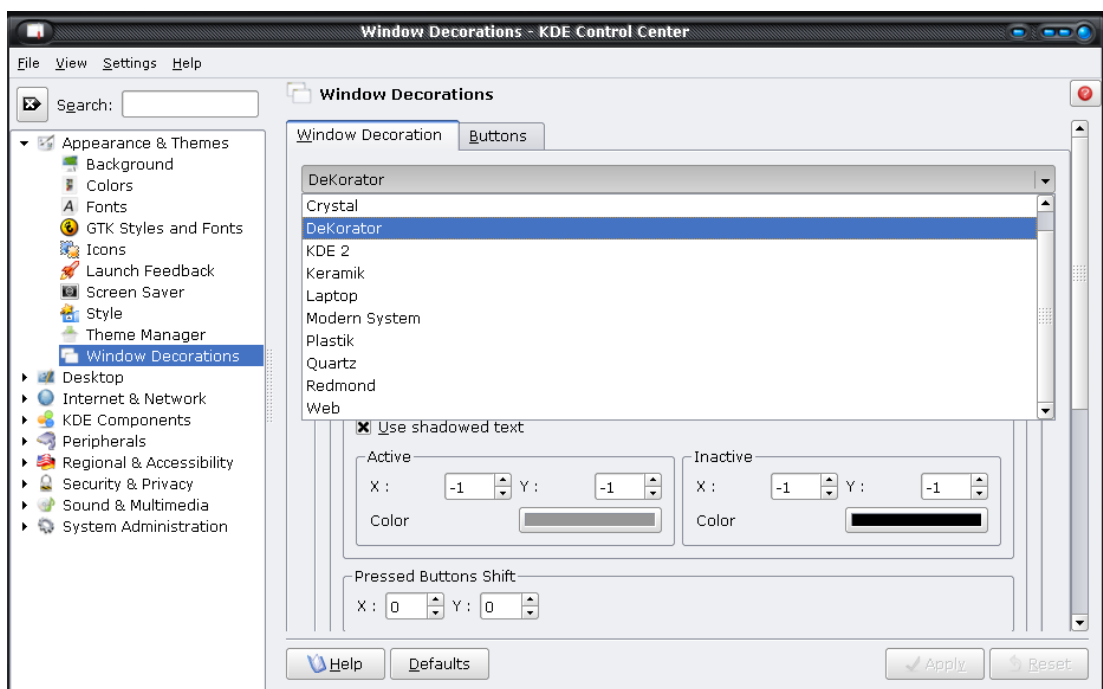 Window Decorations - KDE Control Center
File View Settings Help
Search:
Window Decorations
Appearance & Themes
Background
Colors
Fonts
GTK Styles and Fonts
Icons
Launch Feedback
Screen Saver
Style
Theme Manager
Window Decorations
Desktop
Internet & Network
KDE Components
Peripherals
Regional & Accessibility
Security & Privacy
Sound & Multimedia
System Administration
Window Decoration Buttons
DeKorator
Crystal
DeKorator
KDE 2
Keramik
Laptop
Modern System
Plastik
Quartz
Redmond
Web
Use shadowed text
Active
X : -1 Y : -1
Color
Inactive
X : -1 Y : -1
Color
Pressed Buttons Shift
X : 0 Y : 0
Help Defaults Apply Reset